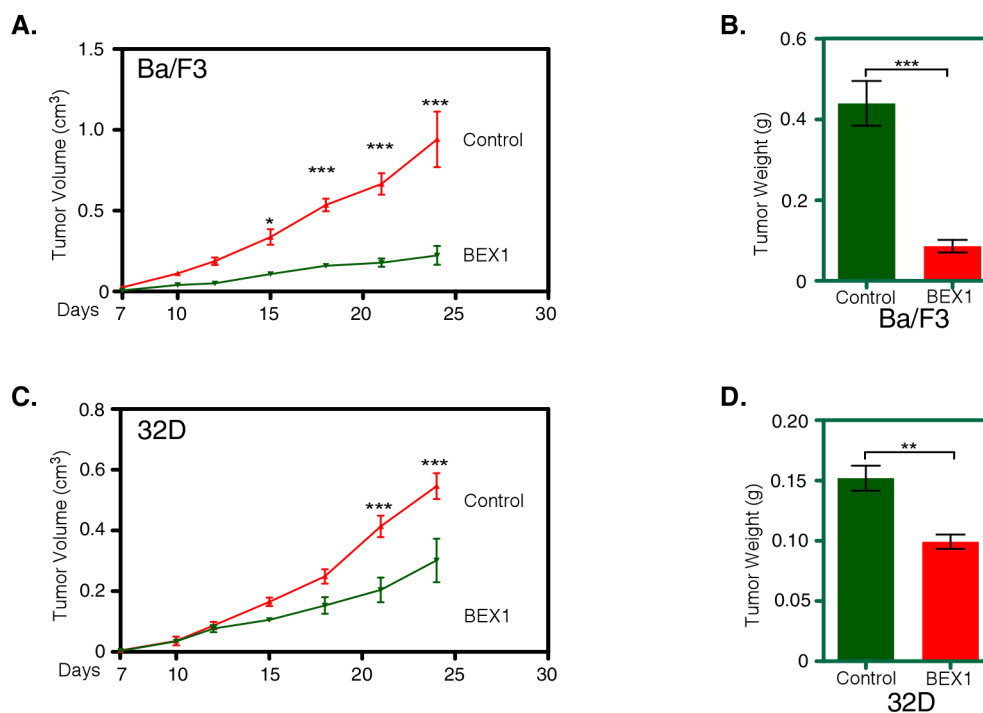 A.
1.5
Ba/F3
1.0
0.5
0
Tumor Volume (cm3)
***
***
***
*
Control
BEX1
Days 7 10 15 20 25 30
B.
0.6
0.4
0.2
0
Tumor Weight (g)
***
Control BEX1
Ba/F3
C.
0.8
32D
0.6
0.4
0.2
0
Tumor Volume (cm3)
***
***
Control
BEX1
Days 7 10 15 20 25 30
D.
0.20
0.15
0.10
0.05
0
Tumor Weight (g)
**
Control BEX1
32D